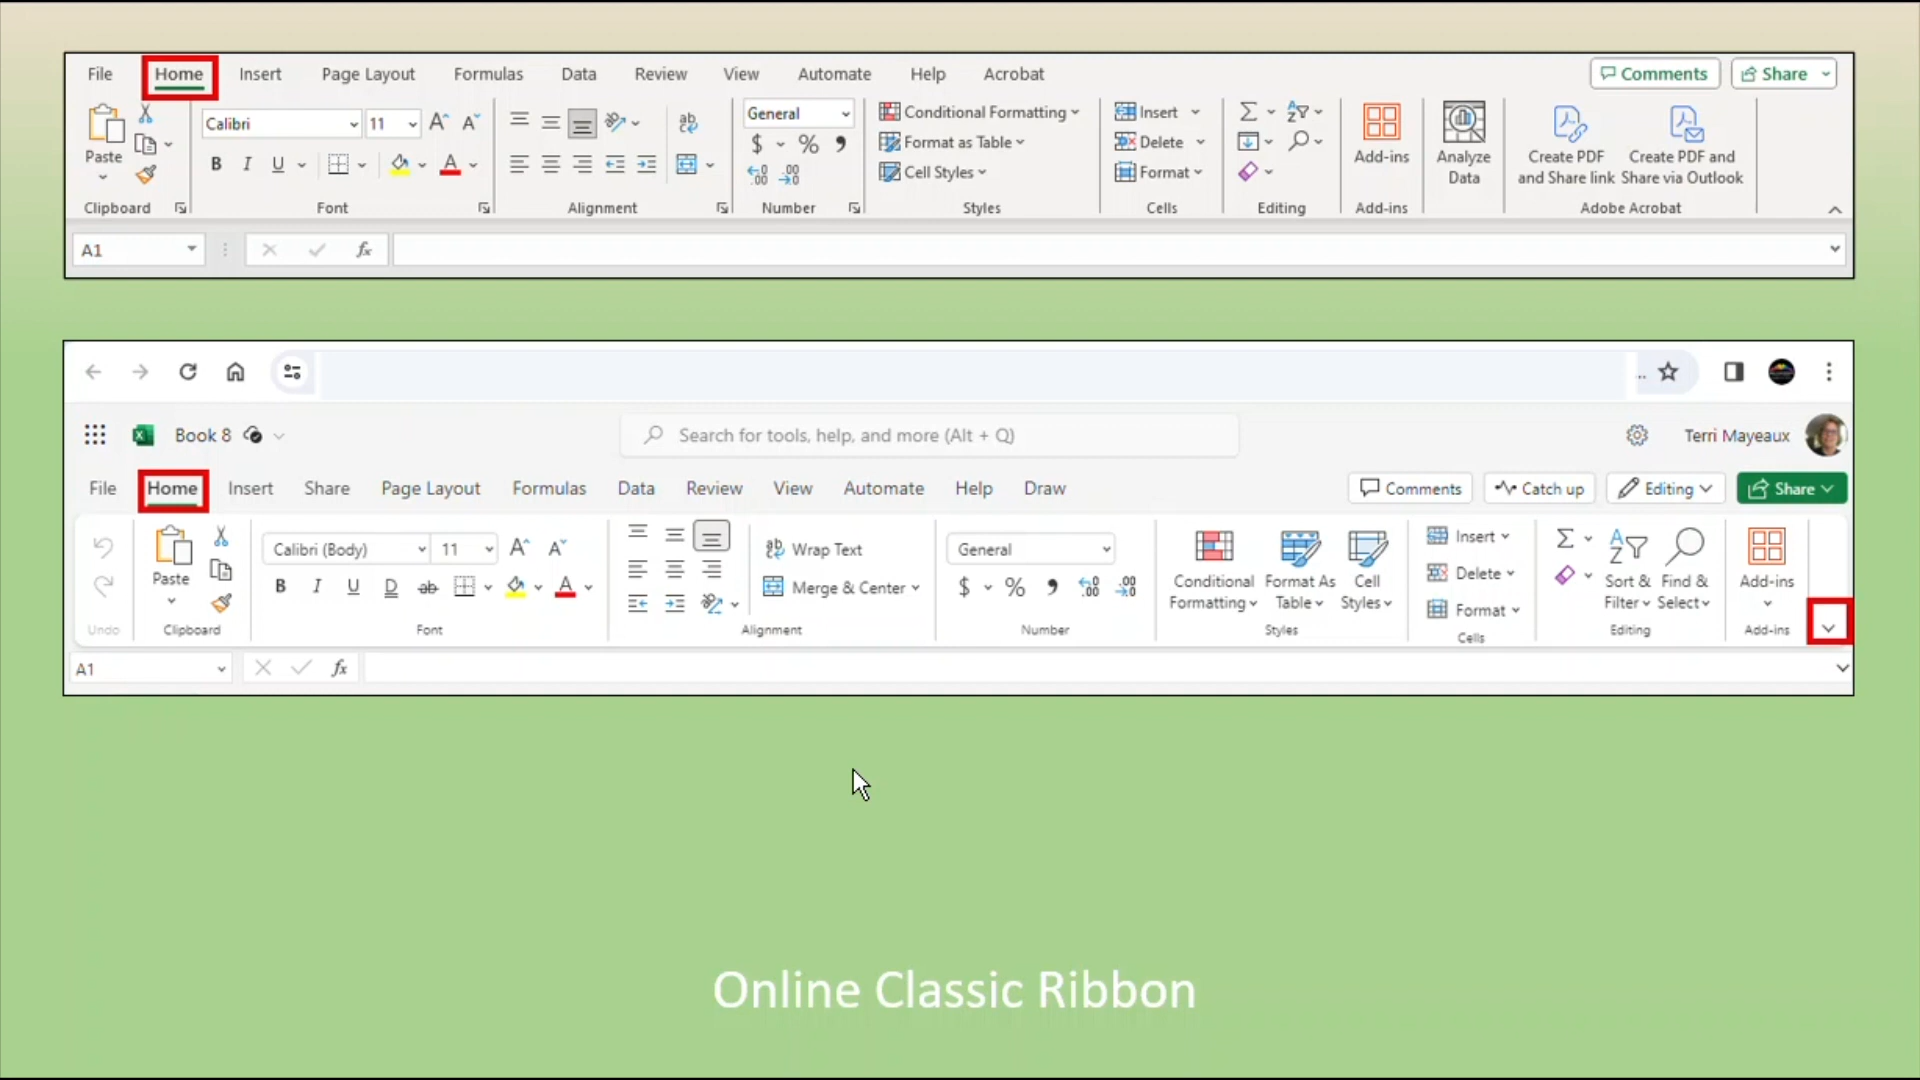 File Home Insert Page Layout Formulas Data Review View Automate Help Acrobat Comments Share
Calibri 11 General Conditional Formatting Insert
Paste $ % Format as Table Delete Add-ins Analyze Data Create PDF and Share link Create PDF and Share via Outlook
B I U A Cell Styles Format
Clipboard Font Alignment Number Styles Cells Editing Add-ins Adobe Acrobat
A1 fx
Book 8 Search for tools, help, and more (Alt + Q) Terri Mayeaux
File Home Insert Share Page Layout Formulas Data Review View Automate Help Draw Comments Catch up Editing Share
Calibri (Body) 11 Wrap Text General Insert
Paste B I U D ab A Merge & Center $ % Conditional Formatting Format As Table Cell Styles Delete Sort & Filter Find & Select Add-ins
Format
Undo Clipboard Font Alignment Number Styles Cells Editing Add-ins
A1 fx
Online Classic Ribbon